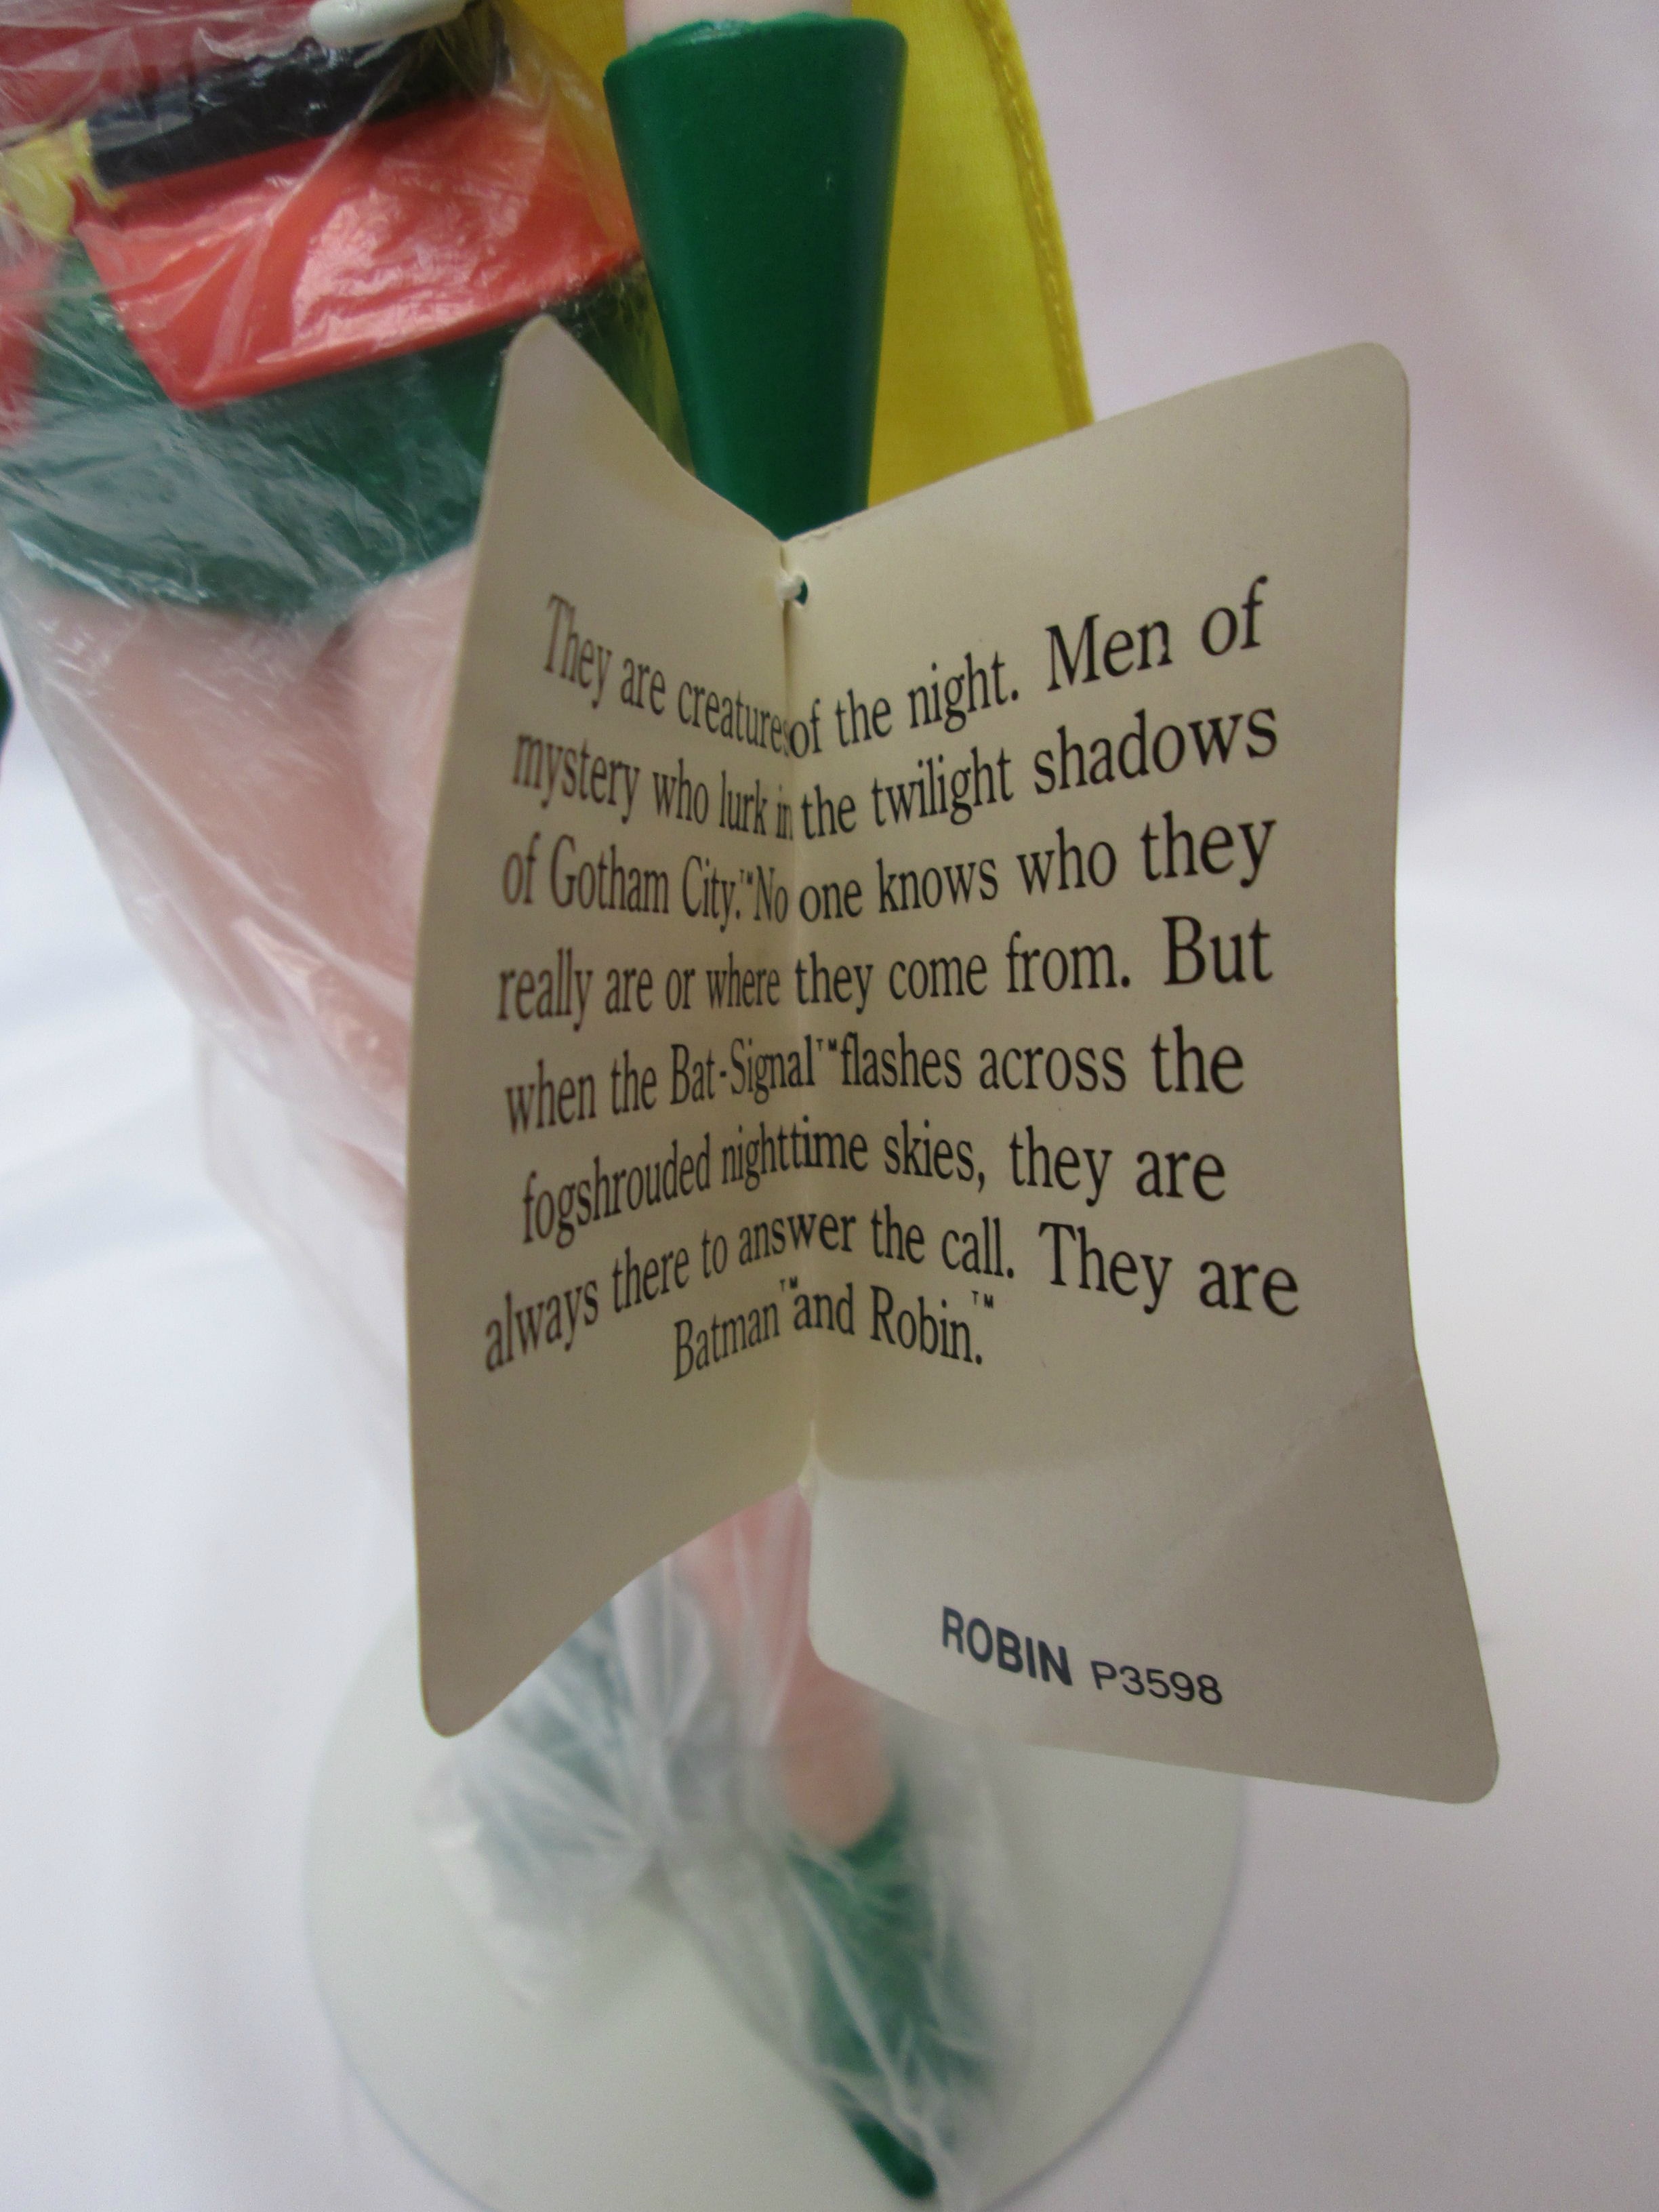 They are creatures of the night. Men of
mystery who lurk in the twilight shadows
of Gotham City.™ No one knows who they
really are or where they come from. But
when the Bat-Signal™ flashes across the
fogshrouded nighttime skies, they are
always there to answer the call. They are
Batman™ and Robin.™
ROBIN P3598